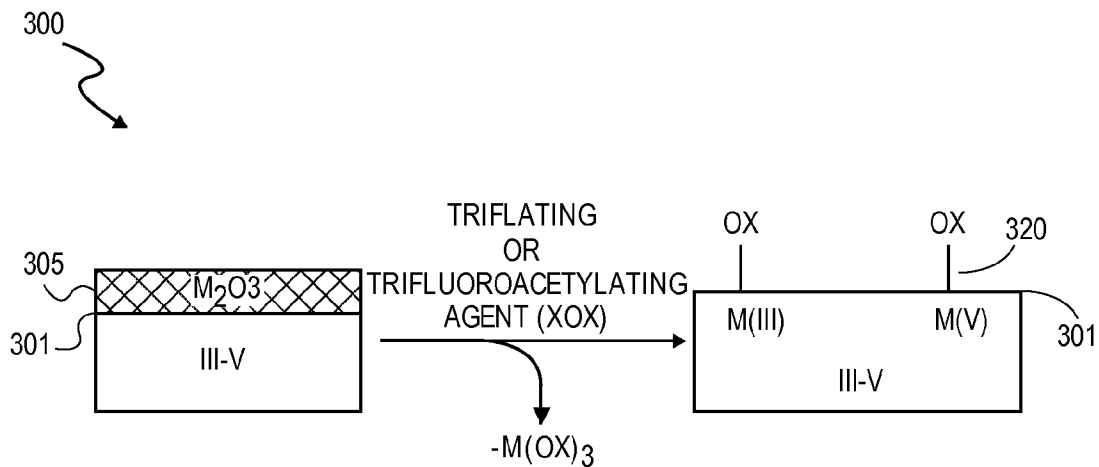 300
TRIFLATING
OR
TRIFLUOROACETYLATING
AGENT (XOX)
305
M₂O3
301
III-V
-M(OX)₃
OX
OX
320
M(III)
M(V)
301
III-V